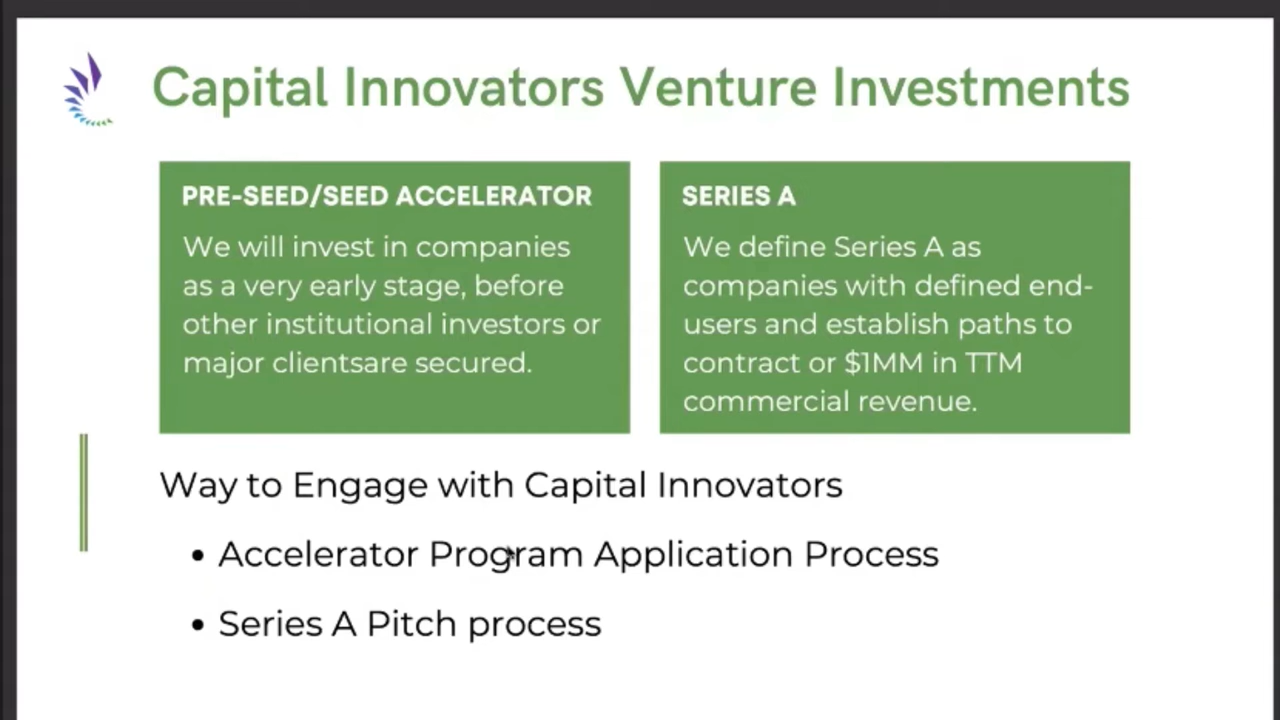 Capital Innovators Venture Investments
PRE-SEED/SEED ACCELERATOR
We will invest in companies
as a very early stage, before
other institutional investors or
major clientsare secured.
SERIES A
We define Series A as
companies with defined end-
users and establish paths to
contract or $1MM in TTM
commercial revenue.
Way to Engage with Capital Innovators
• Accelerator Program Application Process
• Series A Pitch process